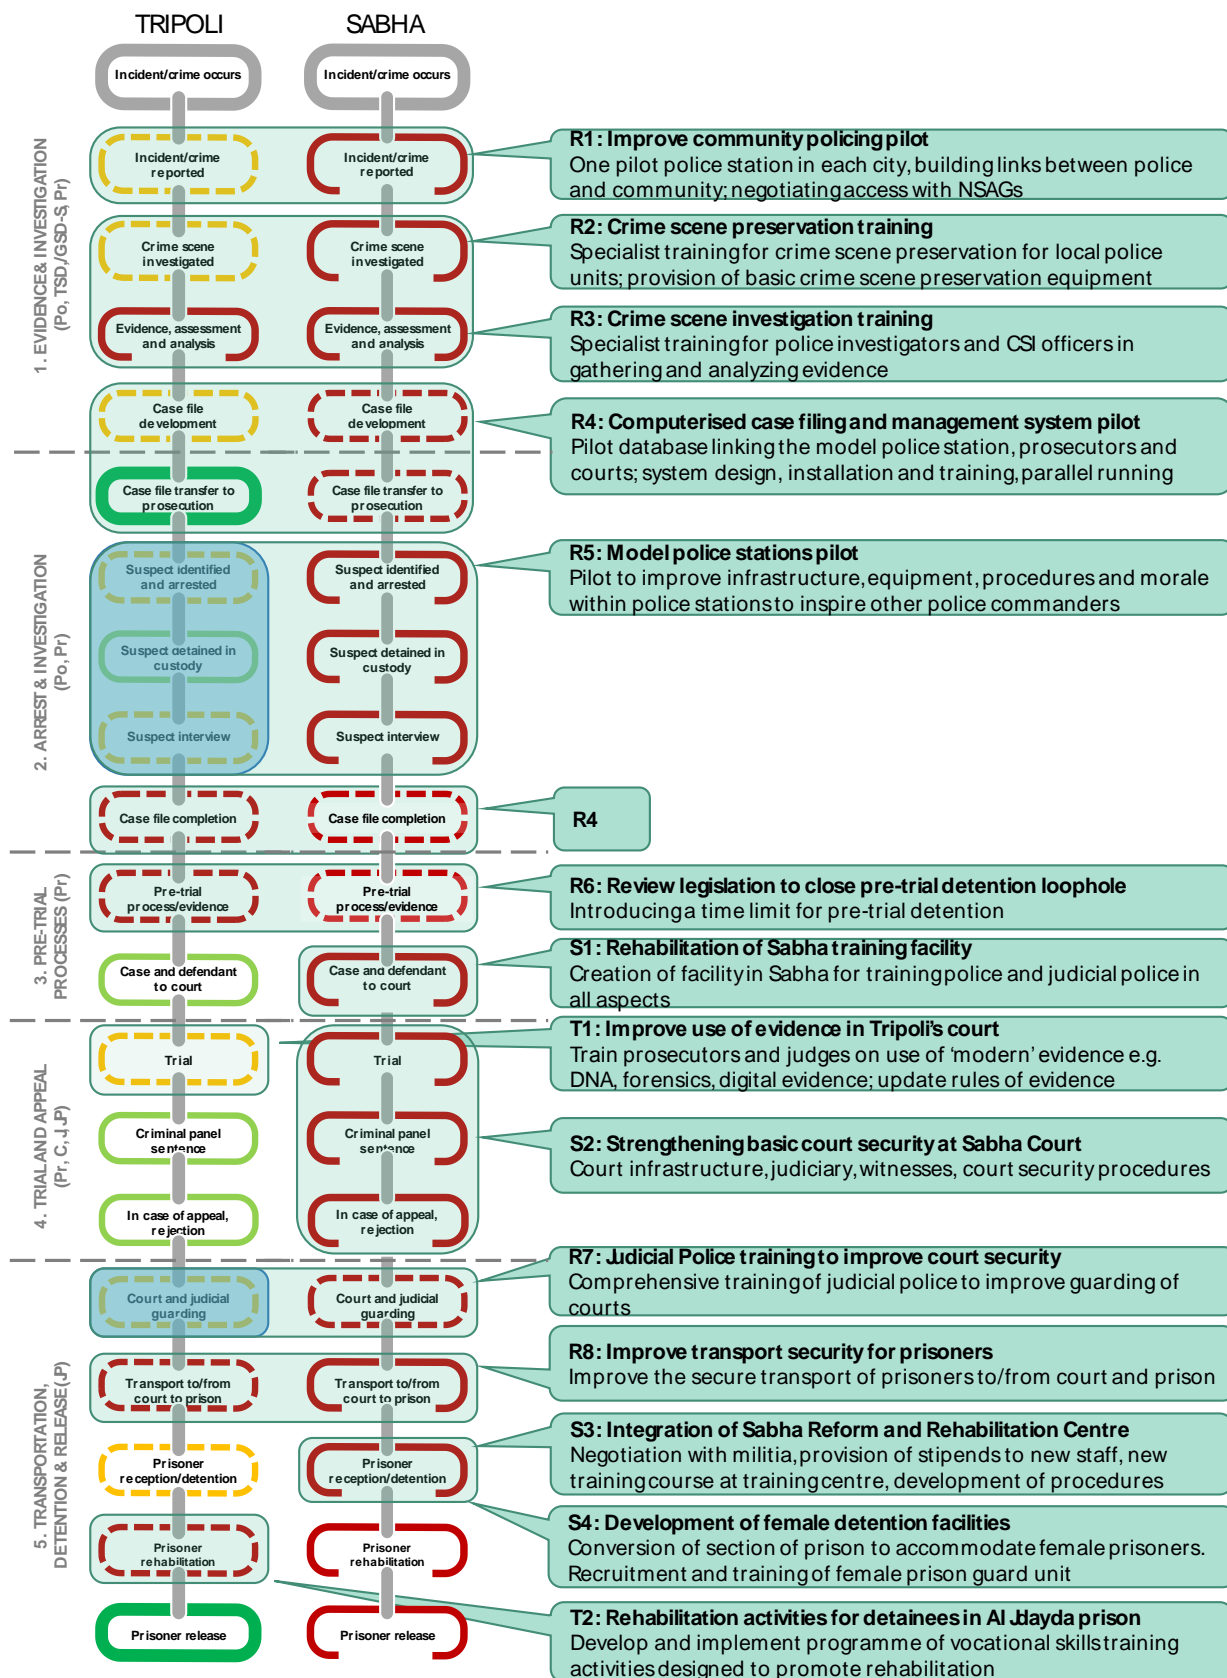 TRIPOLI
SABHA
Incident/crime occurs
Incident/crime occurs
1. EVIDENCE & INVESTIGATION
(Po, TSD,/GSD-S, Pr)
Incident/crime
reported
Incident/crime
reported
R1: Improve community policing pilot
One pilot police station in each city, building links between police
and community; negotiating access with NSAGs
Crime scene
investigated
Crime scene
investigated
R2: Crime scene preservation training
Specialist training for crime scene preservation for local police
units; provision of basic crime scene preservation equipment
Evidence, assessment
and analysis
Evidence, assessment
and analysis
R3: Crime scene investigation training
Specialist training for police investigators and CSI officers in
gathering and analyzing evidence
Case file
development
Case file
development
R4: Computerised case filing and management system pilot
Pilot database linking the model police station, prosecutors and
courts; system design, installation and training, parallel running
2. ARREST & INVESTIGATION
(Po, Pr)
Case file transfer to
prosecution
Case file transfer to
prosecution
Suspect identified
and arrested
Suspect identified
and arrested
R5: Model police stations pilot
Pilot to improve infrastructure, equipment, procedures and morale
within police stations to inspire other police commanders
Suspect detained in
custody
Suspect detained in
custody
Suspect interview
Suspect interview
Case file completion
Case file completion
R4
3. PRE-TRIAL
PROCESSES (Pr)
Pre-trial
process/evidence
Pre-trial
process/evidence
R6: Review legislation to close pre-trial detention loophole
Introducing a time limit for pre-trial detention
Case and defendant
to court
Case and defendant
to court
S1: Rehabilitation of Sabha training facility
Creation of facility in Sabha for training police and judicial police in
all aspects
4. TRIAL AND APPEAL
(Pr, C, J, JP)
Trial
Trial
T1: Improve use of evidence in Tripoli's court
Train prosecutors and judges on use of ‘modern’ evidence e.g.
DNA, forensics, digital evidence; update rules of evidence
Criminal panel
sentence
Criminal panel
sentence
S2: Strengthening basic court security at Sabha Court
Court infrastructure, judiciary, witnesses, court security procedures
In case of appeal,
rejection
In case of appeal,
rejection
5. TRANSPORTATION,
DETENTION & RELEASE (JP)
Court and judicial
guarding
Court and judicial
guarding
R7: Judicial Police training to improve court security
Comprehensive training of judicial police to improve guarding of
courts
Transport to/from
court to prison
Transport to/from
court to prison
R8: Improve transport security for prisoners
Improve the secure transport of prisoners to/from court and prison
Prisoner
reception/detention
Prisoner
reception/detention
S3: Integration of Sabha Reform and Rehabilitation Centre
Negotiation with militia, provision of stipends to new staff, new
training course at training centre, development of procedures
Prisoner
rehabilitation
Prisoner
rehabilitation
S4: Development of female detention facilities
Conversion of section of prison to accommodate female prisoners.
Recruitment and training of female prison guard unit
Prisoner release
Prisoner release
T2: Rehabilitation activities for detainees in Al Jdayda prison
Develop and implement programme of vocational skills training
activities designed to promote rehabilitation